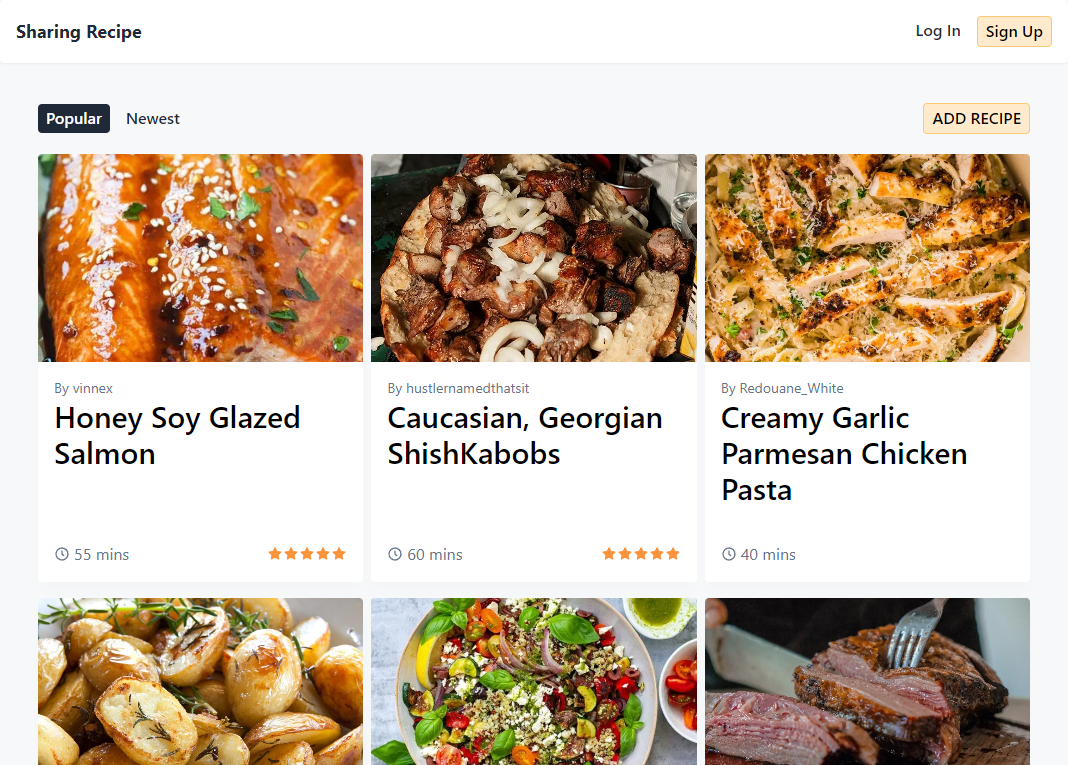 Sharing Recipe
Log In
Sign Up
Popular
Newest
ADD RECIPE
By vinnex
Honey Soy Glazed
Salmon
55 mins
By hustlernamedthatsit
Caucasian, Georgian
ShishKabobs
60 mins
By Redouane_White
Creamy Garlic
Parmesan Chicken
Pasta
40 mins